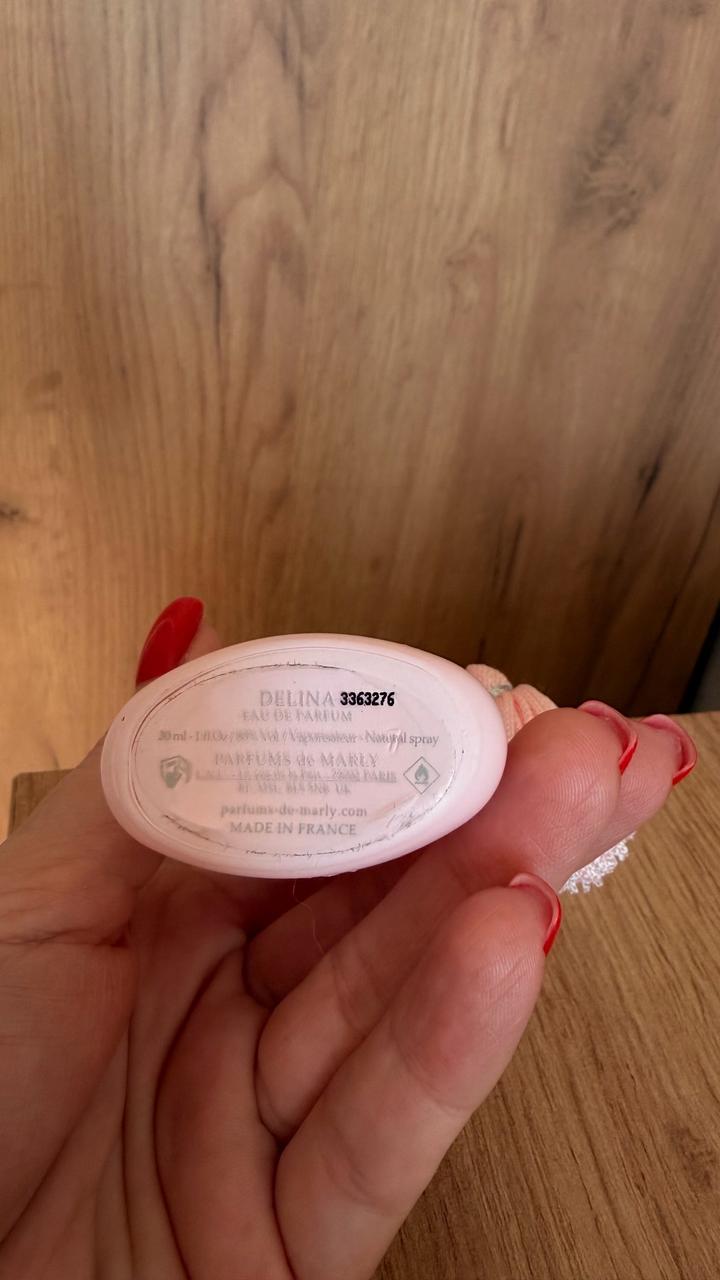 DELINA 3363276
EAU DE PARFUM
30 ml - 1 fl.Oz / 80% Vol / Vaporisateur - Natural spray
PARFUMS de MARLY
PARIS
UK
parfums-de-marly.com
MADE IN FRANCE